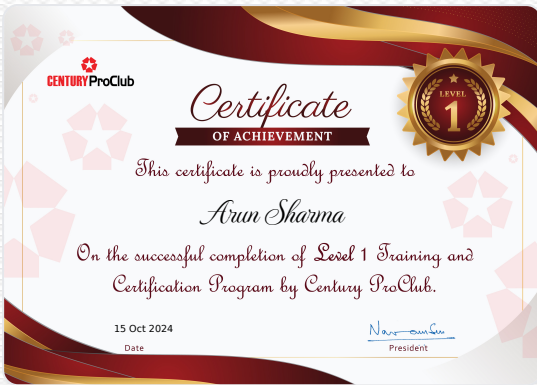 CENTURY ProClub
LEVEL
1
Certificate
OF ACHIEVEMENT
This certificate is proudly presented to
Arun Sharma
On the successful completion of Level 1 Training and
Certification Program by Century ProClub.
15 Oct 2024
Date
President